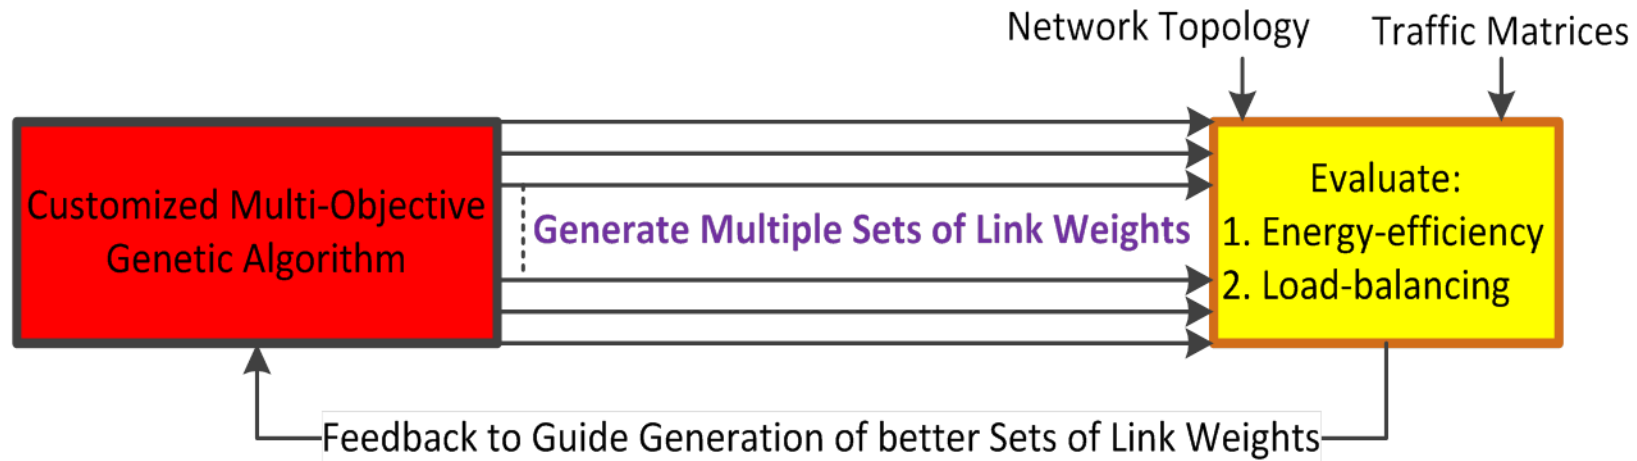 Network Topology
Traffic Matrices
Customized Multi-Objective
Genetic Algorithm
Generate Multiple Sets of Link Weights
Evaluate:
1. Energy-efficiency
2. Load-balancing
Feedback to Guide Generation of better Sets of Link Weights